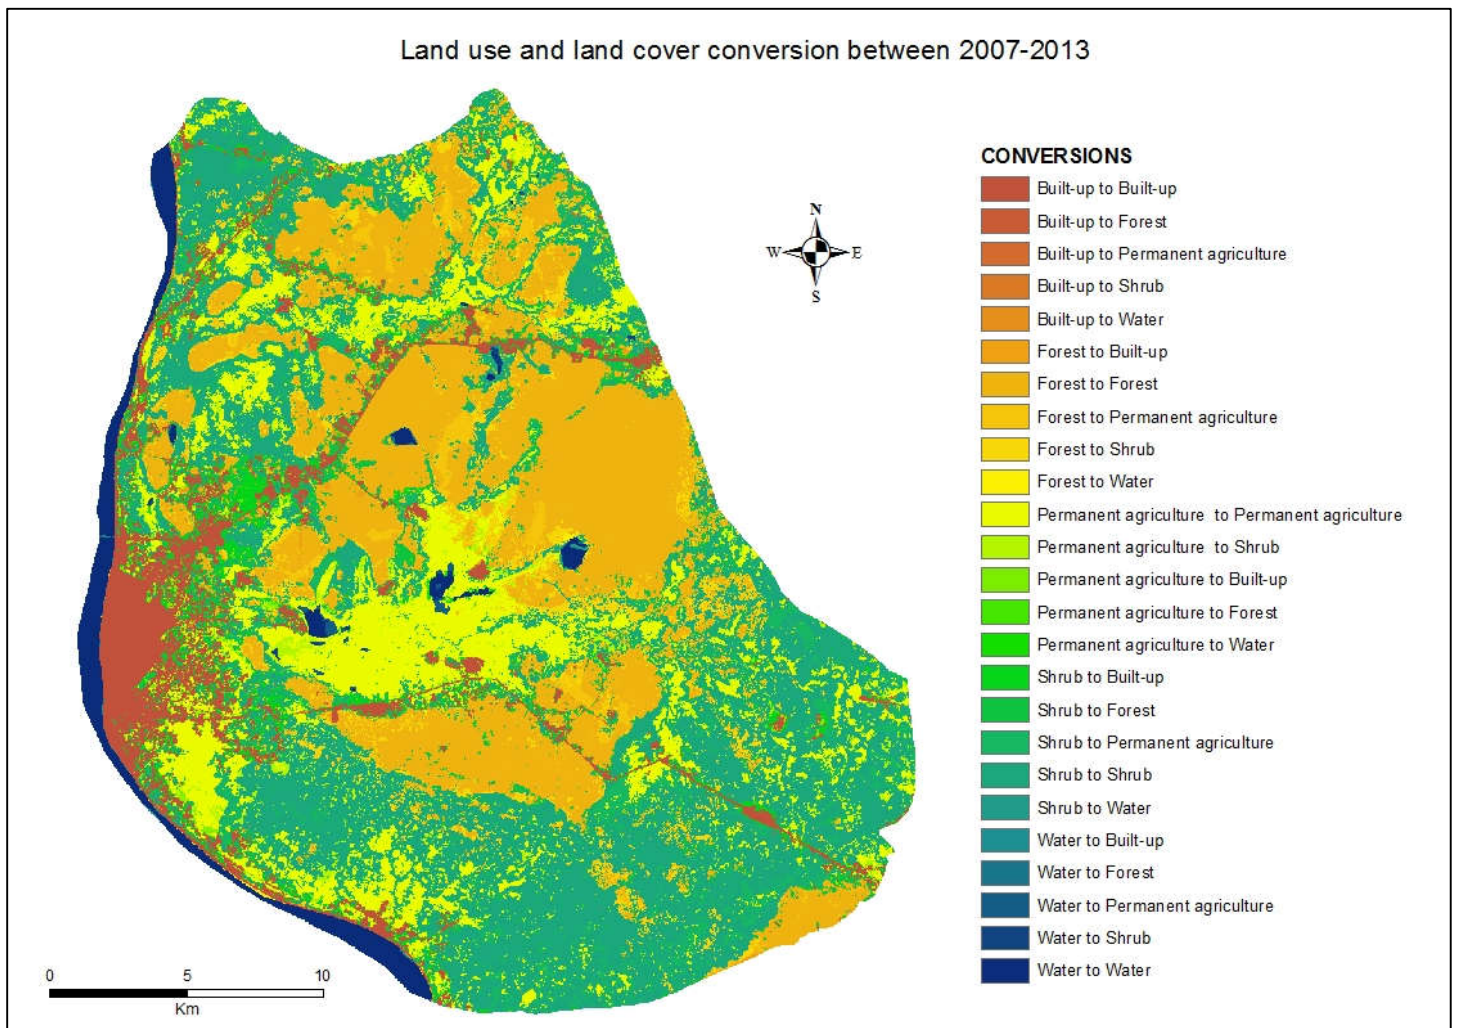 Land use and land cover conversion between 2007-2013
N
W
E
S
CONVERSIONS
Built-up to Built-up
Built-up to Forest
Built-up to Permanent agriculture
Built-up to Shrub
Built-up to Water
Forest to Built-up
Forest to Forest
Forest to Permanent agriculture
Forest to Shrub
Forest to Water
Permanent agriculture to Permanent agriculture
Permanent agriculture to Shrub
Permanent agriculture to Built-up
Permanent agriculture to Forest
Permanent agriculture to Water
Shrub to Built-up
Shrub to Forest
Shrub to Permanent agriculture
Shrub to Shrub
Shrub to Water
Water to Built-up
Water to Forest
Water to Permanent agriculture
Water to Shrub
Water to Water
0 5 10
Km